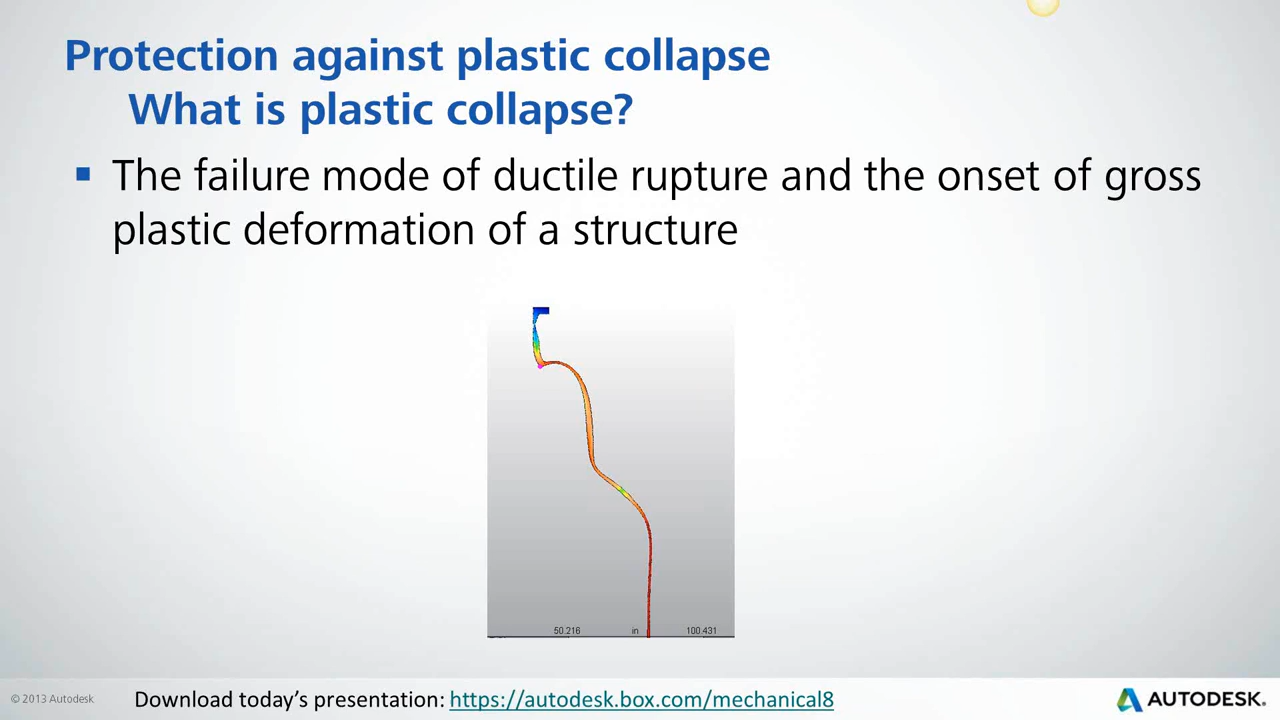 Protection against plastic collapse
What is plastic collapse?
▪ The failure mode of ductile rupture and the onset of gross
plastic deformation of a structure
50.216 in 100.431
© 2013 Autodesk
Download today’s presentation: https://autodesk.box.com/mechanical8
AUTODESK.